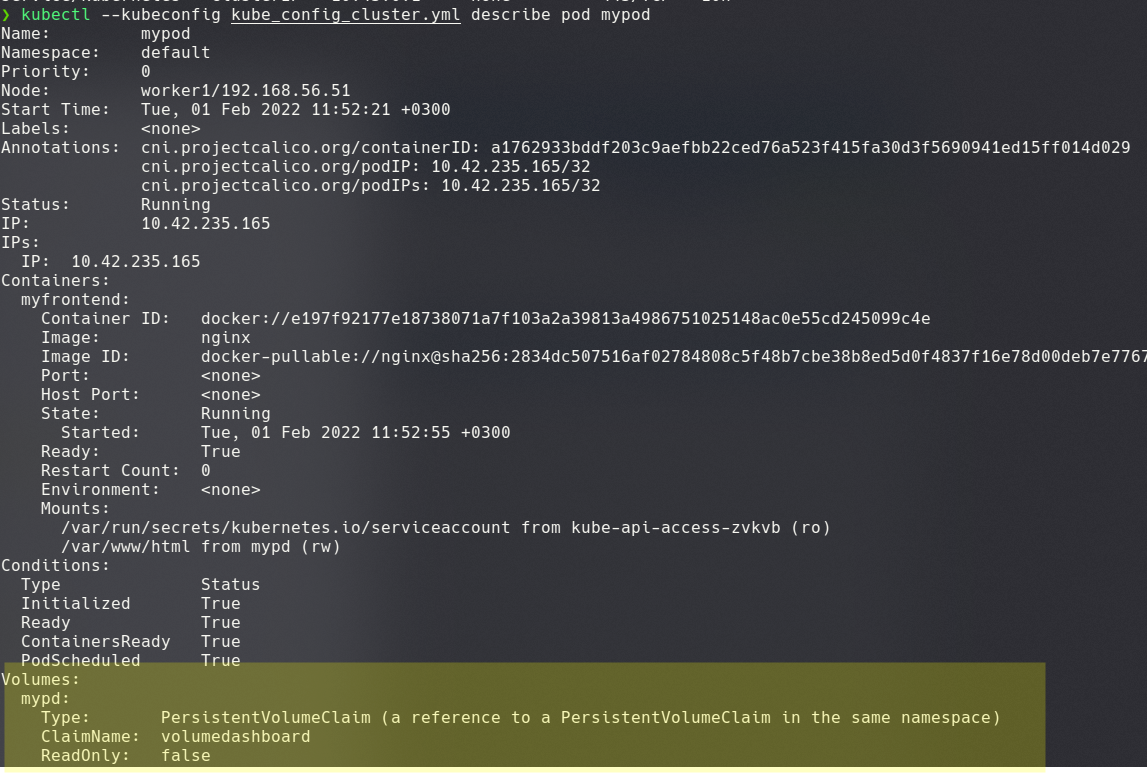 ❯ kubectl --kubeconfig kube_config_cluster.yml describe pod mypod
Name:         mypod
Namespace:    default
Priority:     0
Node:         worker1/192.168.56.51
Start Time:   Tue, 01 Feb 2022 11:52:21 +0300
Labels:       <none>
Annotations:  cni.projectcalico.org/containerID: a1762933bddf203c9aefbb22ced76a523f415fa30d3f5690941ed15ff014d029
              cni.projectcalico.org/podIP: 10.42.235.165/32
              cni.projectcalico.org/podIPs: 10.42.235.165/32
Status:       Running
IP:           10.42.235.165
IPs:
  IP:  10.42.235.165
Containers:
  myfrontend:
    Container ID:   docker://e197f92177e18738071a7f103a2a39813a4986751025148ac0e55cd245099c4e
    Image:          nginx
    Image ID:       docker-pullable://nginx@sha256:2834dc507516af02784808c5f48b7cbe38b8ed5d0f4837f16e78d00deb7e7767
    Port:           <none>
    Host Port:      <none>
    State:          Running
      Started:      Tue, 01 Feb 2022 11:52:55 +0300
    Ready:          True
    Restart Count:  0
    Environment:    <none>
    Mounts:
      /var/run/secrets/kubernetes.io/serviceaccount from kube-api-access-zvkvb (ro)
      /var/www/html from mypd (rw)
Conditions:
  Type              Status
  Initialized       True
  Ready             True
  ContainersReady   True
  PodScheduled      True
Volumes:
  mypd:
    Type:       PersistentVolumeClaim (a reference to a PersistentVolumeClaim in the same namespace)
    ClaimName:  volumedashboard
    ReadOnly:   false